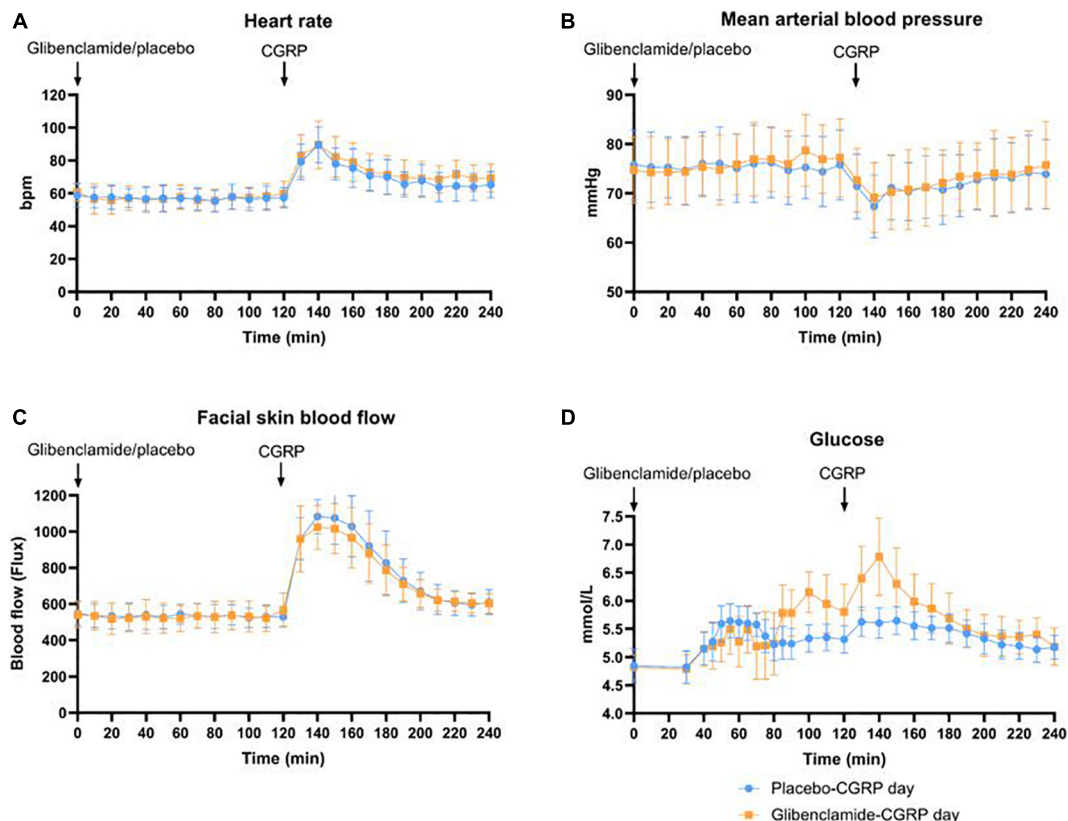 A
Heart rate
Glibenclamide/placebo
CGRP
120
100
80
60
40
20
0
bpm
0 20 40 60 80 100 120 140 160 180 200 220 240
Time (min)
B
Mean arterial blood pressure
Glibenclamide/placebo
CGRP
90
80
70
60
50
mmHg
0 20 40 60 80 100 120 140 160 180 200 220 240
Time (min)
C
Facial skin blood flow
Glibenclamide/placebo
CGRP
1200
1000
800
600
400
200
0
Blood flow (Flux)
0 20 40 60 80 100 120 140 160 180 200 220 240
Time (min)
D
Glucose
Glibenclamide/placebo
CGRP
7.5
7.0
6.5
6.0
5.5
5.0
4.5
4.0
mmol/L
0 20 40 60 80 100 120 140 160 180 200 220 240
Time (min)
Placebo-CGRP day
Glibenclamide-CGRP day